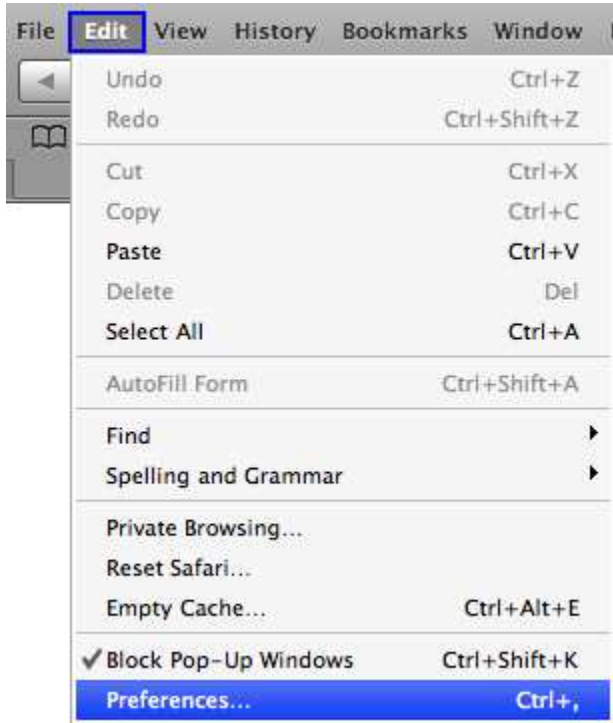 File Edit View History Bookmarks Window
Undo Ctrl+Z
Redo Ctrl+Shift+Z
Cut Ctrl+X
Copy Ctrl+C
Paste Ctrl+V
Delete Del
Select All Ctrl+A
AutoFill Form Ctrl+Shift+A
Find
Spelling and Grammar
Private Browsing...
Reset Safari...
Empty Cache... Ctrl+Alt+E
✓Block Pop-Up Windows Ctrl+Shift+K
Preferences... Ctrl+,